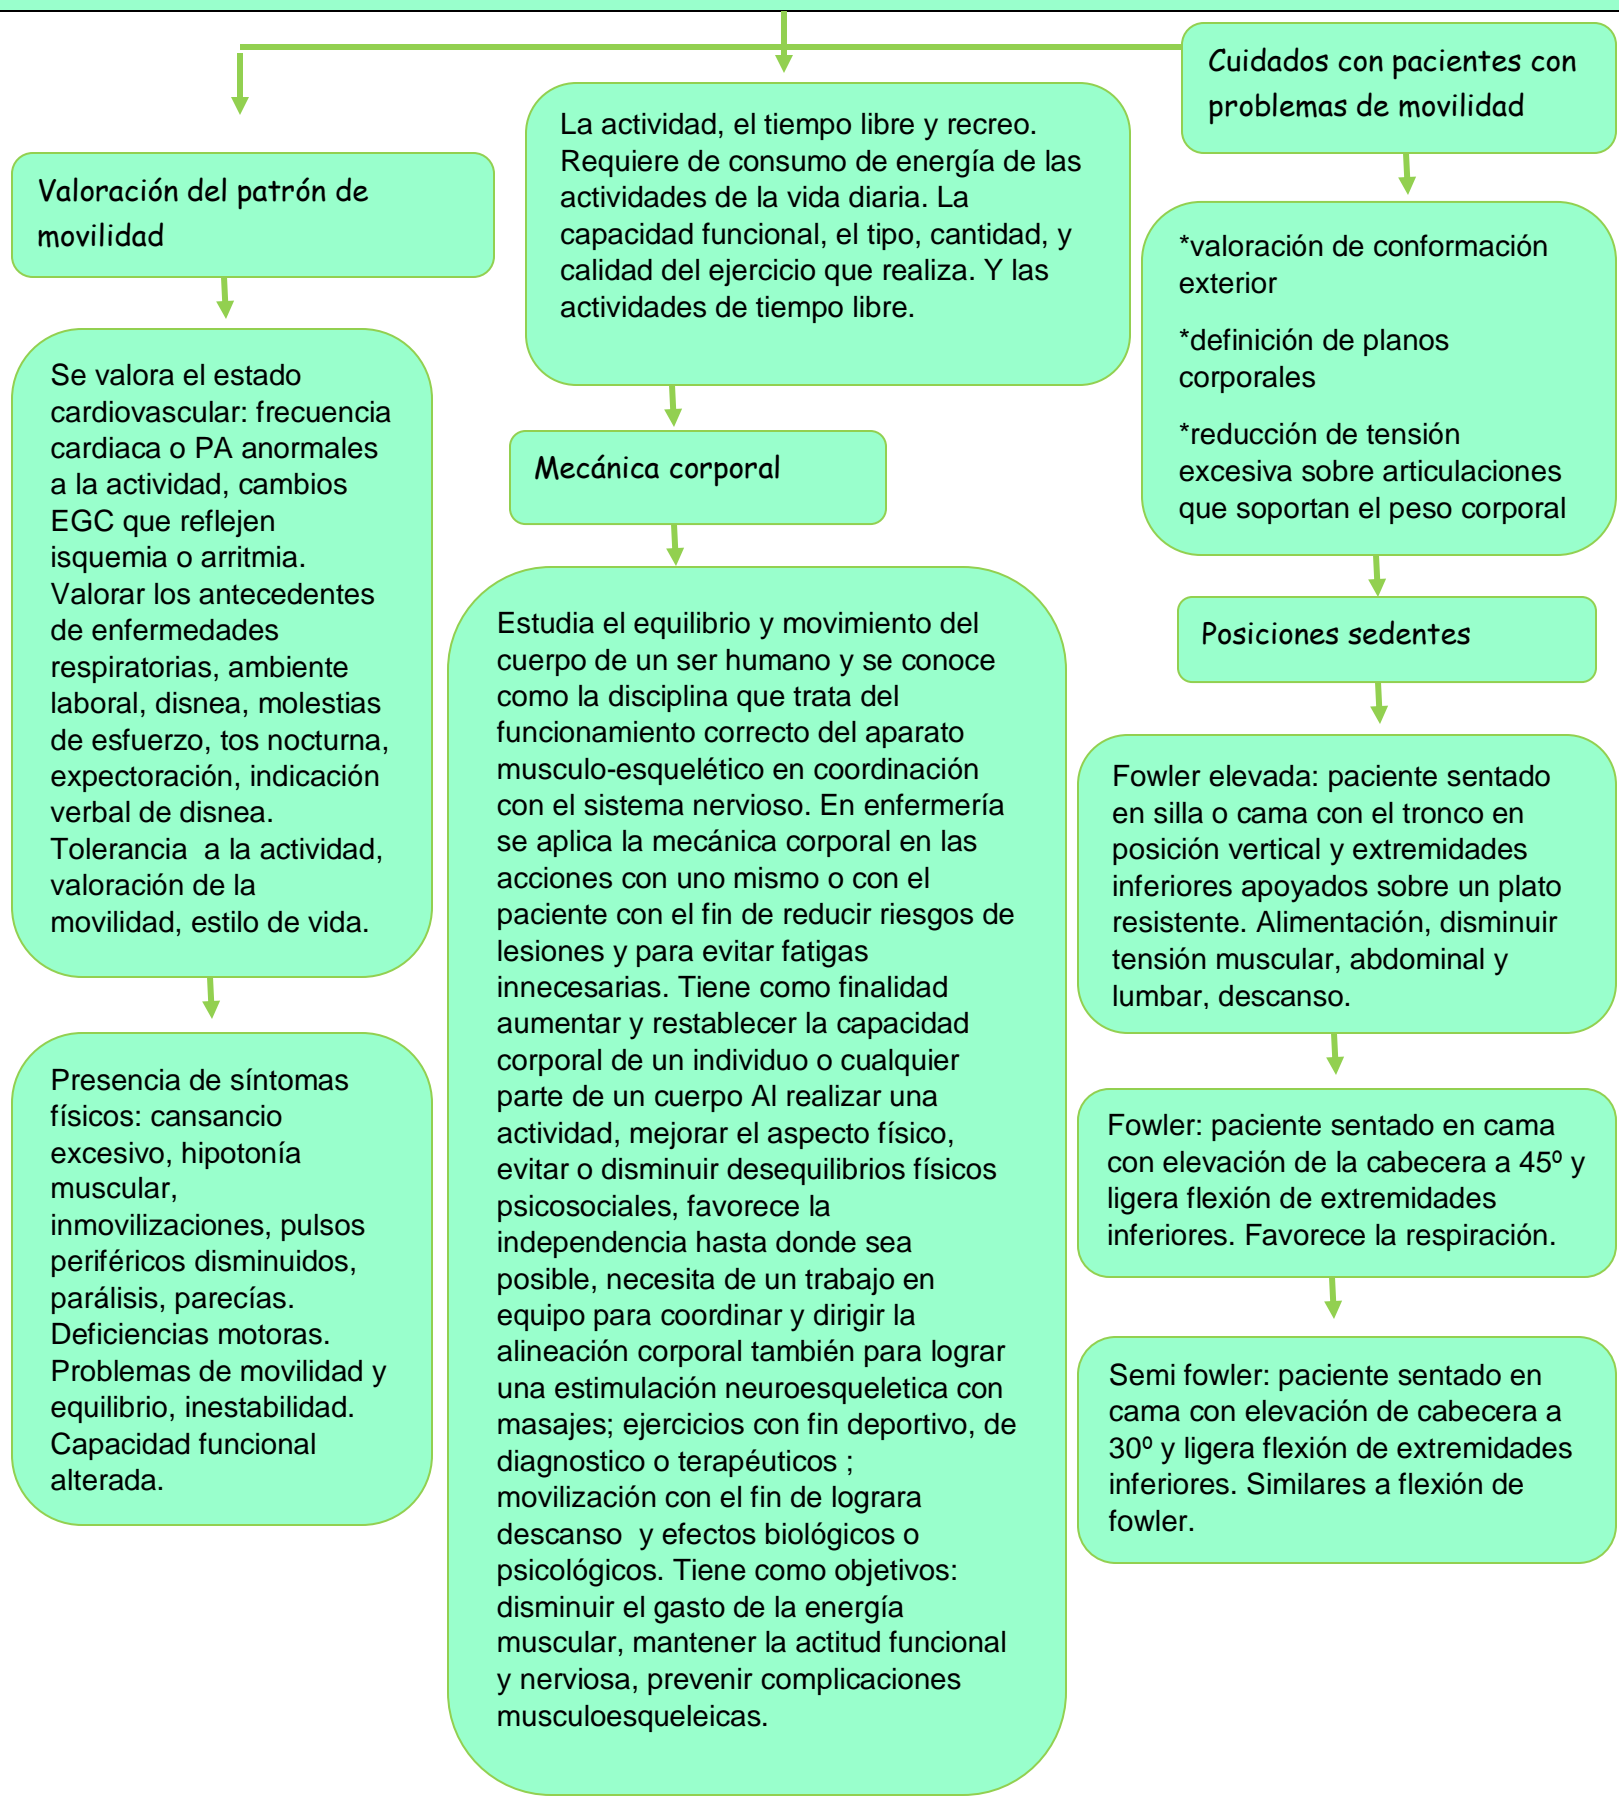 Valoración del patrón de
movilidad
Se valora el estado
cardiovascular: frecuencia
cardiaca o PA anormales
a la actividad, cambios
EGC que reflejen
isquemia o arritmia.
Valorar los antecedentes
de enfermedades
respiratorias, ambiente
laboral, disnea, molestias
de esfuerzo, tos nocturna,
expectoración, indicación
verbal de disnea.
Tolerancia  a la actividad,
valoración de la
movilidad, estilo de vida.
Presencia de síntomas
físicos: cansancio
excesivo, hipotonía
muscular,
inmovilizaciones, pulsos
periféricos disminuidos,
parálisis, parecías.
Deficiencias motoras.
Problemas de movilidad y
equilibrio, inestabilidad.
Capacidad funcional
alterada.
La actividad, el tiempo libre y recreo.
Requiere de consumo de energía de las
actividades de la vida diaria. La
capacidad funcional, el tipo, cantidad, y
calidad del ejercicio que realiza. Y las
actividades de tiempo libre.
Mecánica corporal
Estudia el equilibrio y movimiento del
cuerpo de un ser humano y se conoce
como la disciplina que trata del
funcionamiento correcto del aparato
musculo-esquelético en coordinación
con el sistema nervioso. En enfermería
se aplica la mecánica corporal en las
acciones con uno mismo o con el
paciente con el fin de reducir riesgos de
lesiones y para evitar fatigas
innecesarias. Tiene como finalidad
aumentar y restablecer la capacidad
corporal de un individuo o cualquier
parte de un cuerpo Al realizar una
actividad, mejorar el aspecto físico,
evitar o disminuir desequilibrios físicos
psicosociales, favorece la
independencia hasta donde sea
posible, necesita de un trabajo en
equipo para coordinar y dirigir la
alineación corporal también para lograr
una estimulación neuroesqueletica con
masajes; ejercicios con fin deportivo, de
diagnostico o terapéuticos ;
movilización con el fin de lograra
descanso  y efectos biológicos o
psicológicos. Tiene como objetivos:
disminuir el gasto de la energía
muscular, mantener la actitud funcional
y nerviosa, prevenir complicaciones
musculoesqueleicas.
Cuidados con pacientes con
problemas de movilidad
*valoración de conformación
exterior
*definición de planos
corporales
*reducción de tensión
excesiva sobre articulaciones
que soportan el peso corporal
Posiciones sedentes
Fowler elevada: paciente sentado
en silla o cama con el tronco en
posición vertical y extremidades
inferiores apoyados sobre un plato
resistente. Alimentación, disminuir
tensión muscular, abdominal y
lumbar, descanso.
Fowler: paciente sentado en cama
con elevación de la cabecera a 45º y
ligera flexión de extremidades
inferiores. Favorece la respiración.
Semi fowler: paciente sentado en
cama con elevación de cabecera a
30º y ligera flexión de extremidades
inferiores. Similares a flexión de
fowler.